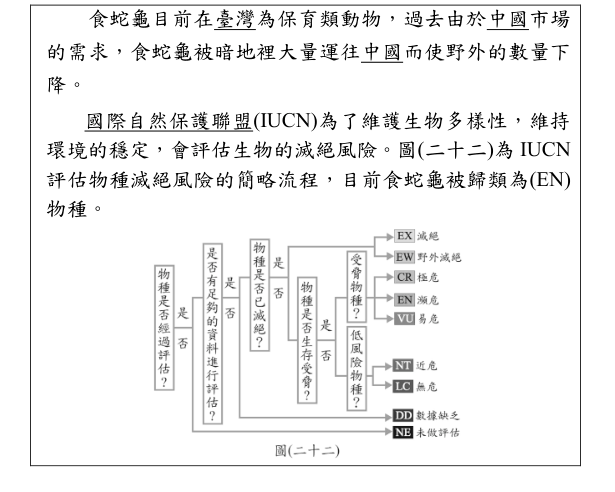 食蛇龜目前在臺灣為保育類動物，過去由於中國市場
的需求，食蛇龜被暗地裡大量運往中國而使野外的數量下
降。
國際自然保護聯盟(IUCN)為了維護生物多樣性，維持
環境的穩定，會評估生物的滅絕風險。圖(二十二)為 IUCN
評估物種滅絕風險的簡略流程，目前食蛇龜被歸類為(EN)
物種。
物種是否經過評估？
是
否
是否有足夠的資料進行評估？
是
否
物種是否已滅絕？
是
否
物種是否生存受脅？
是
否
受脅物種？
低風險物種？
EX 滅絕
EW 野外滅絕
CR 極危
EN 瀕危
VU 易危
NT 近危
LC 無危
DD 數據缺乏
NE 未做評估
圖(二十二)